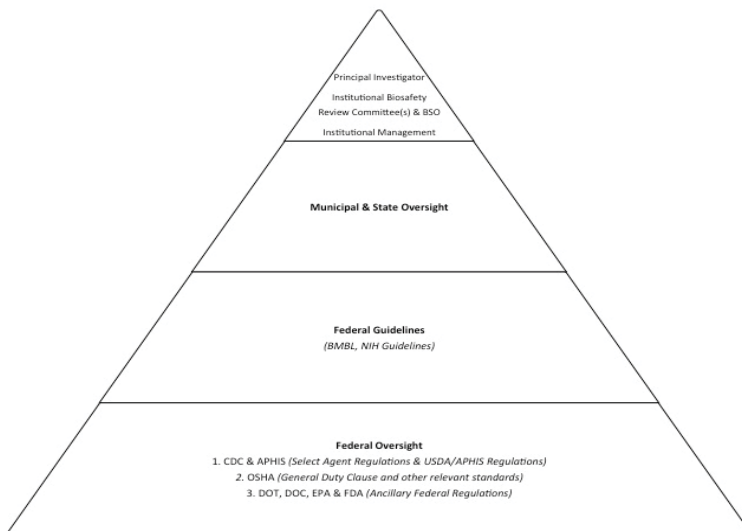 Principal Investigator
Institutional Biosafety
Review Committee(s) & BSO
Institutional Management
Municipal & State Oversight
Federal Guidelines
(BMBL, NIH Guidelines)
Federal Oversight
1. CDC & APHIS (Select Agent Regulations & USDA/APHIS Regulations)
2. OSHA (General Duty Clause and other relevant standards)
3. DOT, DOC, EPA & FDA (Ancillary Federal Regulations)